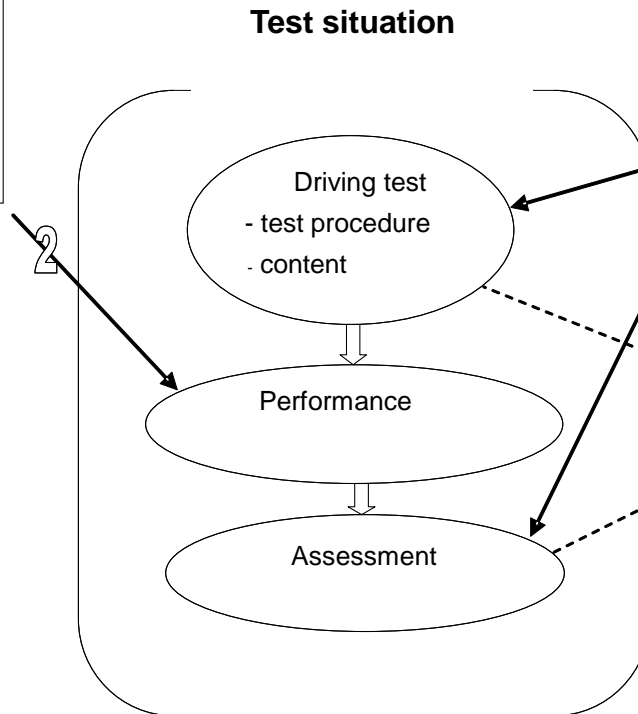 Test situation
Driving test
- test procedure
- content
2
Performance
Assessment